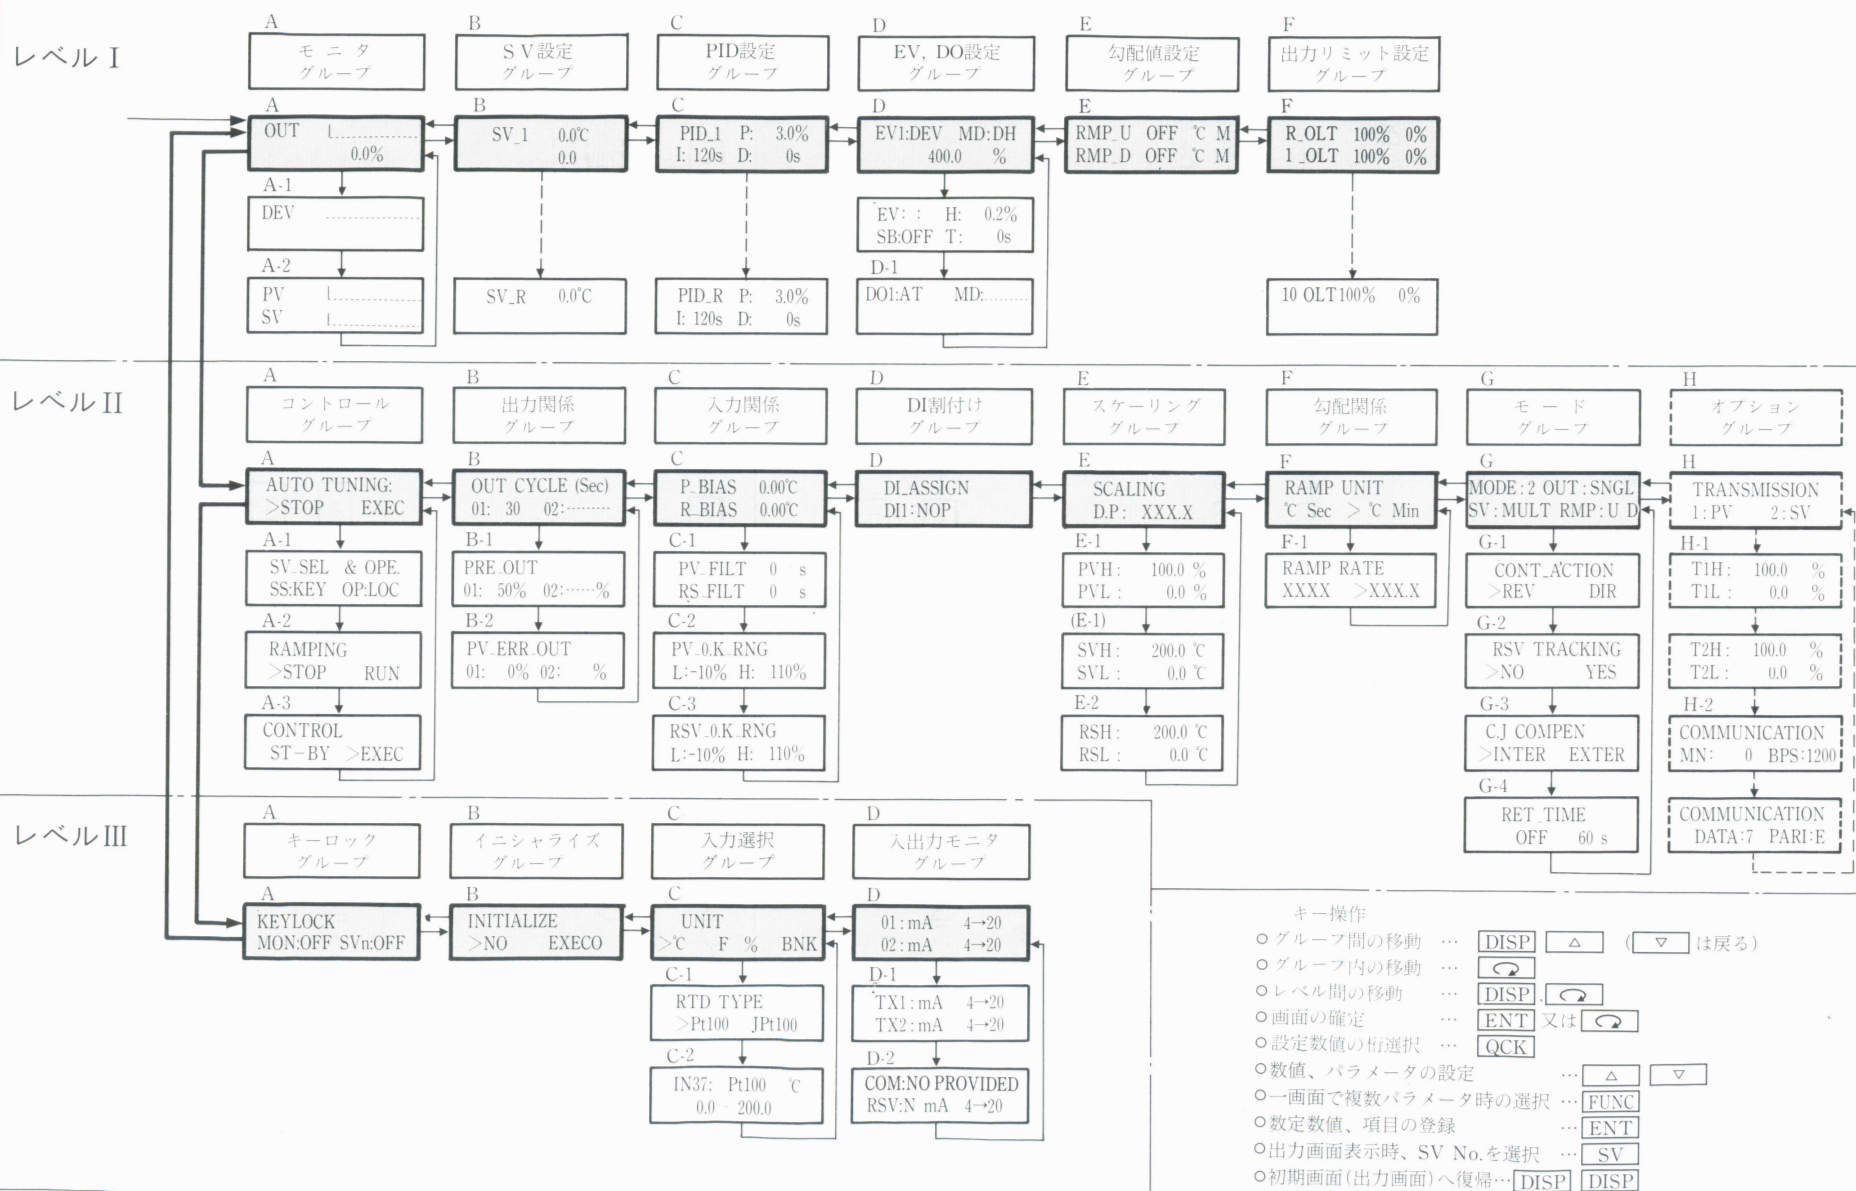 レベルI
A
モニタ
グループ
B
SV設定
グループ
C
PID設定
グループ
D
EV, DO設定
グループ
E
勾配値設定
グループ
F
出力リミット設定
グループ
A
OUT
0.0%
B
SV_1 0.0℃
0.0
C
PID_1 P: 3.0%
I: 120s D: 0s
D
EV1:DEV MD:DH
400.0 %
E
RMP_U OFF ℃ M
RMP_D OFF ℃ M
F
R_OLT 100% 0%
1_OLT 100% 0%
A-1
DEV
EV: : H: 0.2%
SB:OFF T: 0s
A-2
PV
SV
SV_R 0.0℃
PID_R P: 3.0%
I: 120s D: 0s
D-1
DO1:AT MD:
10 OLT100% 0%
レベルII
A
コントロール
グループ
B
出力関係
グループ
C
入力関係
グループ
D
DI割付け
グループ
E
スケーリング
グループ
F
勾配関係
グループ
G
モード
グループ
H
オプション
グループ
A
AUTO TUNING:
>STOP EXEC
B
OUT CYCLE (Sec)
01: 30 02:------
C
P_BIAS 0.00℃
R_BIAS 0.00℃
D
DI_ASSIGN
DI1:NOP
E
SCALING
D.P: XXX.X
F
RAMP UNIT
℃ Sec >℃ Min
G
MODE:2 OUT:SNGL
SV:MULT RMP:U D
H
TRANSMISSION
1:PV 2:SV
A-1
SV_SEL & OPE.
SS:KEY OP:LOC
B-1
PRE_OUT
01: 50% 02:-----%
C-1
PV_FILT 0 s
RS_FILT 0 s
E-1
PVH: 100.0 %
PVL: 0.0 %
F-1
RAMP RATE
XXXX >XXX.X
G-1
CONT_ACTION
>REV DIR
H-1
T1H: 100.0 %
T1L: 0.0 %
A-2
RAMPING
>STOP RUN
B-2
PV_ERR_OUT
01: 0% 02: %
C-2
PV_0.K_RNG
L:-10% H: 110%
(E-1)
SVH: 200.0 ℃
SVL: 0.0 ℃
G-2
RSV TRACKING
>NO YES
T2H: 100.0 %
T2L: 0.0 %
A-3
CONTROL
ST-BY >EXEC
C-3
RSV_0.K_RNG
L:-10% H: 110%
E-2
RSH: 200.0 ℃
RSL: 0.0 ℃
G-3
C.J COMPEN
>INTER EXTER
H-2
COMMUNICATION
MN: 0 BPS:1200
G-4
RET_TIME
OFF 60 s
COMMUNICATION
DATA:7 PARI:E
レベルIII
A
キーロック
グループ
B
イニシャライズ
グループ
C
入力選択
グループ
D
入出力モニタ
グループ
A
KEYLOCK
MON:OFF SVn:OFF
B
INITIALIZE
>NO EXECO
C
UNIT
>℃ F % BNK
D
01:mA 4→20
02:mA 4→20
C-1
RTD TYPE
>Pt100 JPt100
D-1
TX1:mA 4→20
TX2:mA 4→20
C-2
IN37: Pt100 ℃
0.0 - 200.0
D-2
COM:NO PROVIDED
RSV:N mA 4→20
キー操作
○グループ間の移動 … DISP △ (▽は戻る)
○グループ内の移動 …
○レベル間の移動 … DISP,
○画面の確定 … ENT 又は
○設定数値の桁選択 … QCK
○数値、パラメータの設定 … △ ▽
○一画面で複数パラメータ時の選択 … FUNC
○数定数値、項目の登録 … ENT
○出力画面表示時、SV No.を選択 … SV
○初期画面(出力画面)へ復帰…DISP DISP